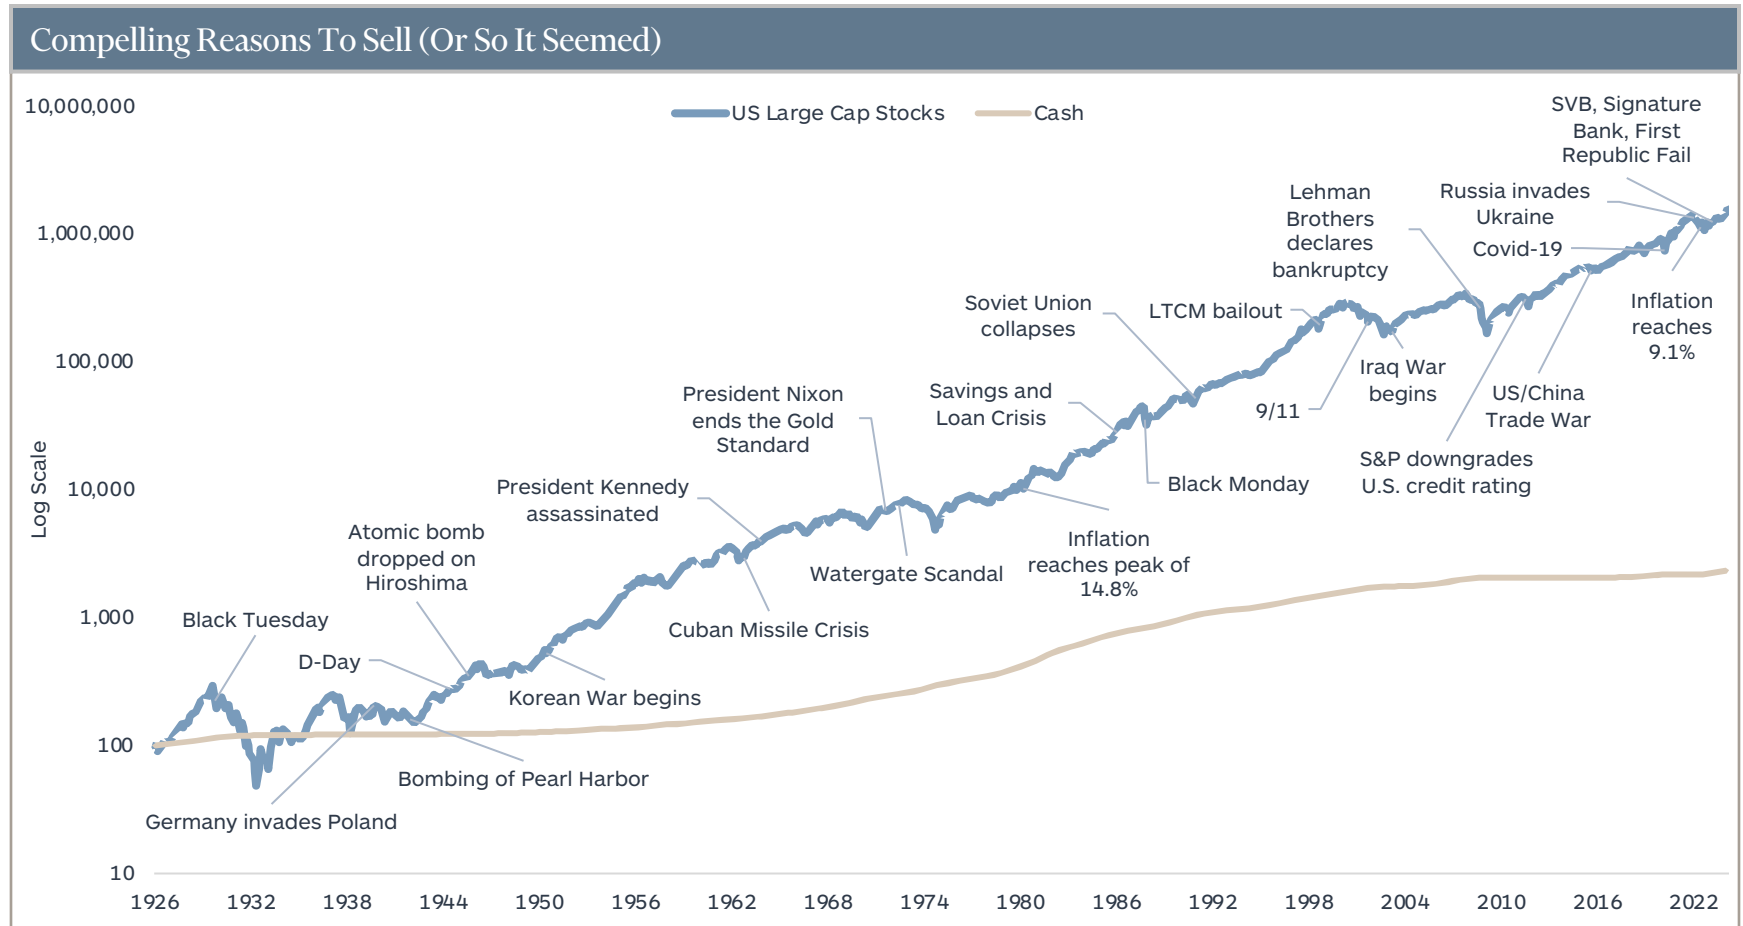 Compelling Reasons To Sell (Or So It Seemed)
10,000,000
1,000,000
100,000
10,000
1,000
100
10
Log Scale
US Large Cap Stocks
Cash
Black Tuesday
D-Day
Atomic bomb
dropped on
Hiroshima
Germany invades Poland
Bombing of Pearl Harbor
Korean War begins
President Kennedy
assassinated
Cuban Missile Crisis
President Nixon
ends the Gold
Standard
Watergate Scandal
Inflation
reaches peak of
14.8%
Savings and
Loan Crisis
Black Monday
Soviet Union
collapses
LTCM bailout
9/11
Iraq War
begins
Lehman
Brothers
declares
bankruptcy
S&P downgrades
U.S. credit rating
US/China
Trade War
Covid-19
Russia invades
Ukraine
SVB, Signature
Bank, First
Republic Fail
Inflation
reaches
9.1%
1926
1932
1938
1944
1950
1956
1962
1968
1974
1980
1986
1992
1998
2004
2010
2016
2022